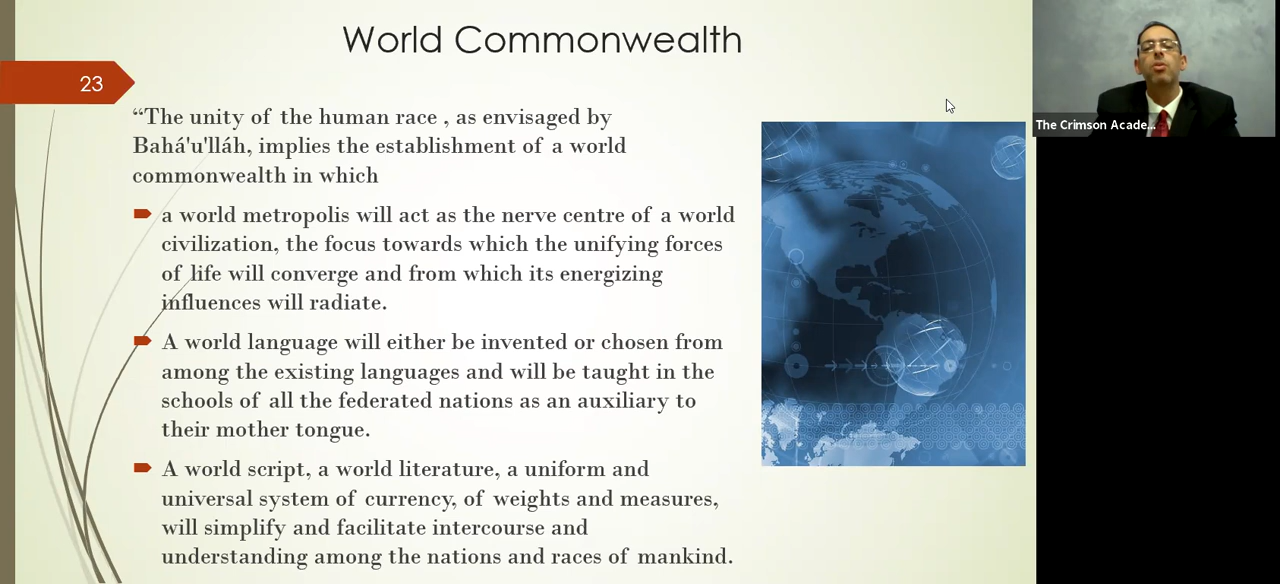 World Commonwealth
23
“The unity of the human race , as envisaged by
Bahá'u'lláh, implies the establishment of a world
commonwealth in which
a world metropolis will act as the nerve centre of a world
civilization, the focus towards which the unifying forces
of life will converge and from which its energizing
influences will radiate.
A world language will either be invented or chosen from
among the existing languages and will be taught in the
schools of all the federated nations as an auxiliary to
their mother tongue.
A world script, a world literature, a uniform and
universal system of currency, of weights and measures,
will simplify and facilitate intercourse and
understanding among the nations and races of mankind.
The Crimson Acade...